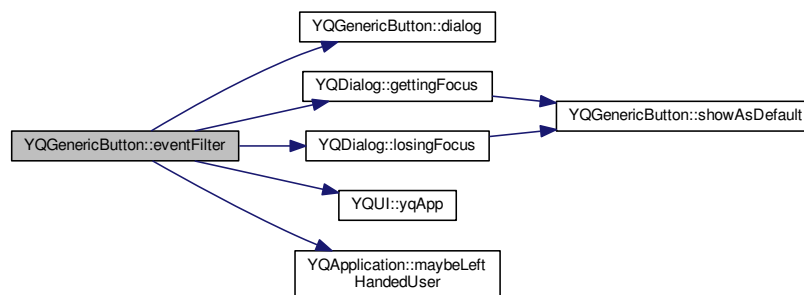 YQGenericButton::eventFilter
YQGenericButton::dialog
YQDialog::gettingFocus
YQDialog::losingFocus
YQUI::yqApp
YQApplication::maybeLeft
HandedUser
YQGenericButton::showAsDefault